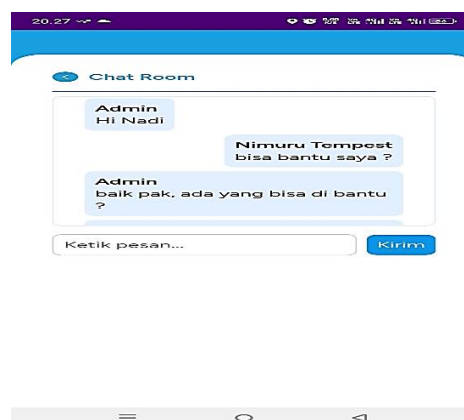 20.27
Chat Room
Admin
Hi Nadi
Nimuru Tempest
bisa bantu saya ?
Admin
baik pak, ada yang bisa di bantu
?
Ketik pesan...
Kirim